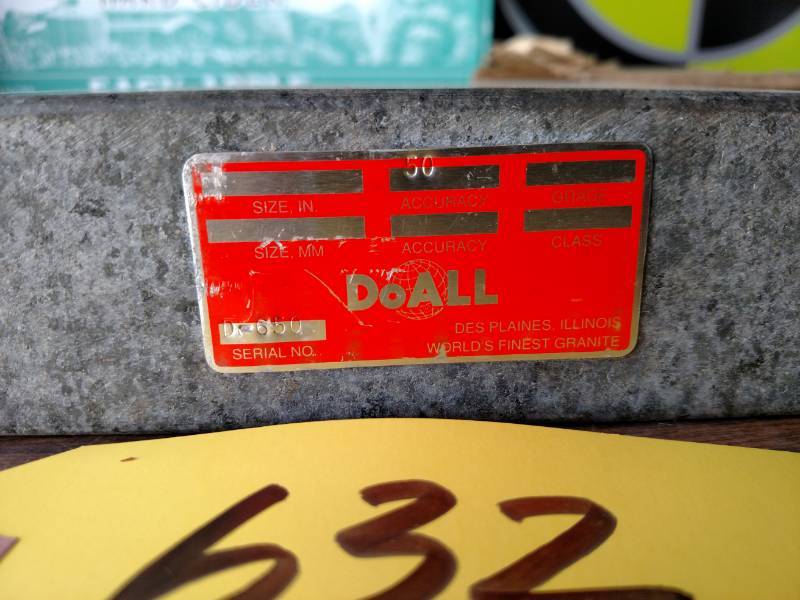 50
SIZE, IN. ACCURACY GRADE
SIZE, MM ACCURACY CLASS
DoALL
D-650
SERIAL NO.
DES PLAINES, ILLINOIS
WORLD'S FINEST GRANITE
632